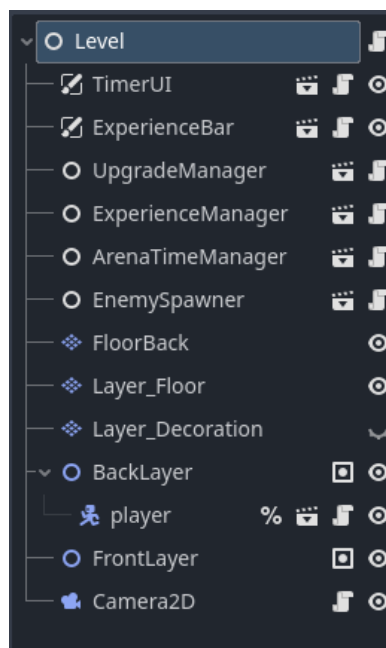 Level
TimerUI
ExperienceBar
UpgradeManager
ExperienceManager
ArenaTimeManager
EnemySpawner
FloorBack
Layer_Floor
Layer_Decoration
BackLayer
player %
FrontLayer
Camera2D